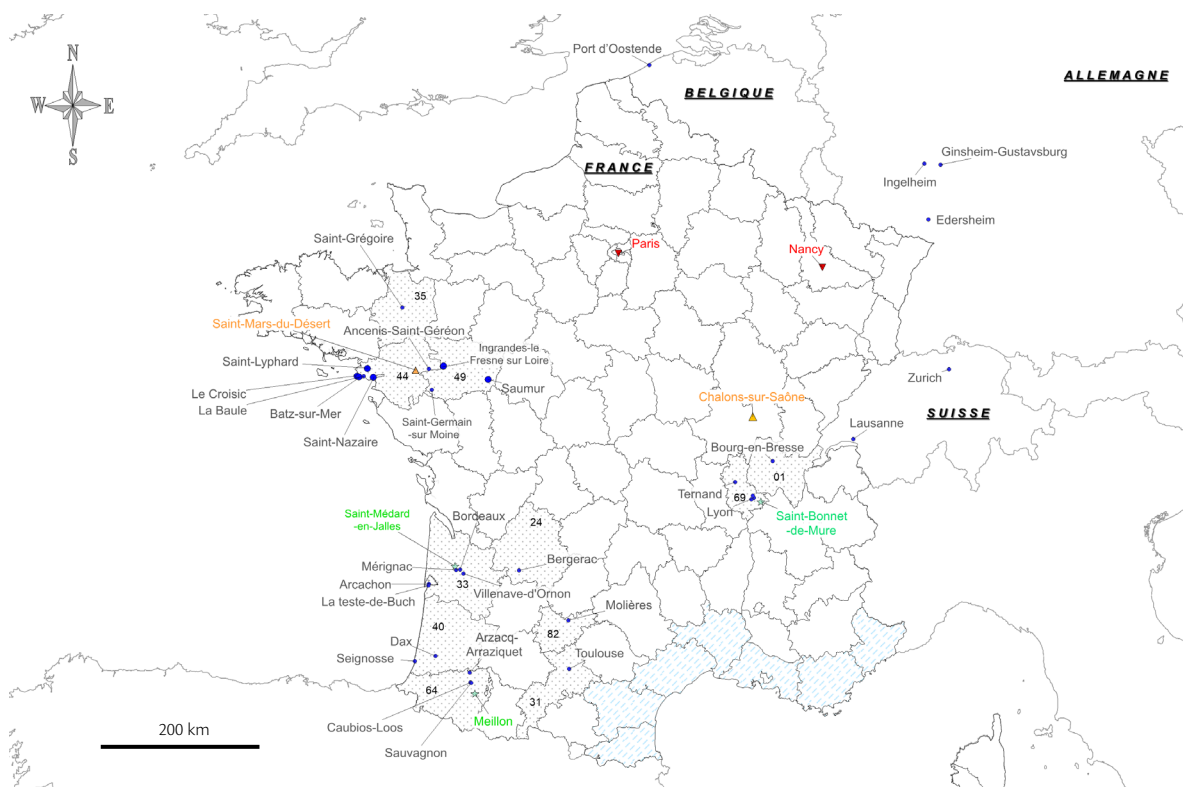 Port d'Oostende
N
ALLEMAGNE
BELGIQUE
W
E
S
Ginsheim-Gustavsburg
FRANCE
Ingelheim
Edersheim
Saint-Grégoire
Paris
Nancy
35
Saint-Mars-du-Désert
Ancenis-Saint-Géréon
Ingrandes-le
Fresne sur Loire
Saint-Lyphard
44
49
Zurich
Saumur
Le Croisic
La Baule
Chalons-sur-Saône
Batz-sur-Mer
SUISSE
Saint-Germain
-sur Moine
Lausanne
Saint-Nazaire
Bourg-en-Bresse
01
Ternand
69
Lyon
Saint-Médard
-en-Jalles
Bordeaux
Saint-Bonnet
-de-Mure
24
Mérignac
Bergerac
Arcachon
33
Villenave-d'Ornon
La teste-de-Buch
Molières
40
82
Dax
Arzacq-
Arraziquet
Toulouse
Seignosse
64
31
Meillon
Caubios-Loos
200 km
Sauvagnon